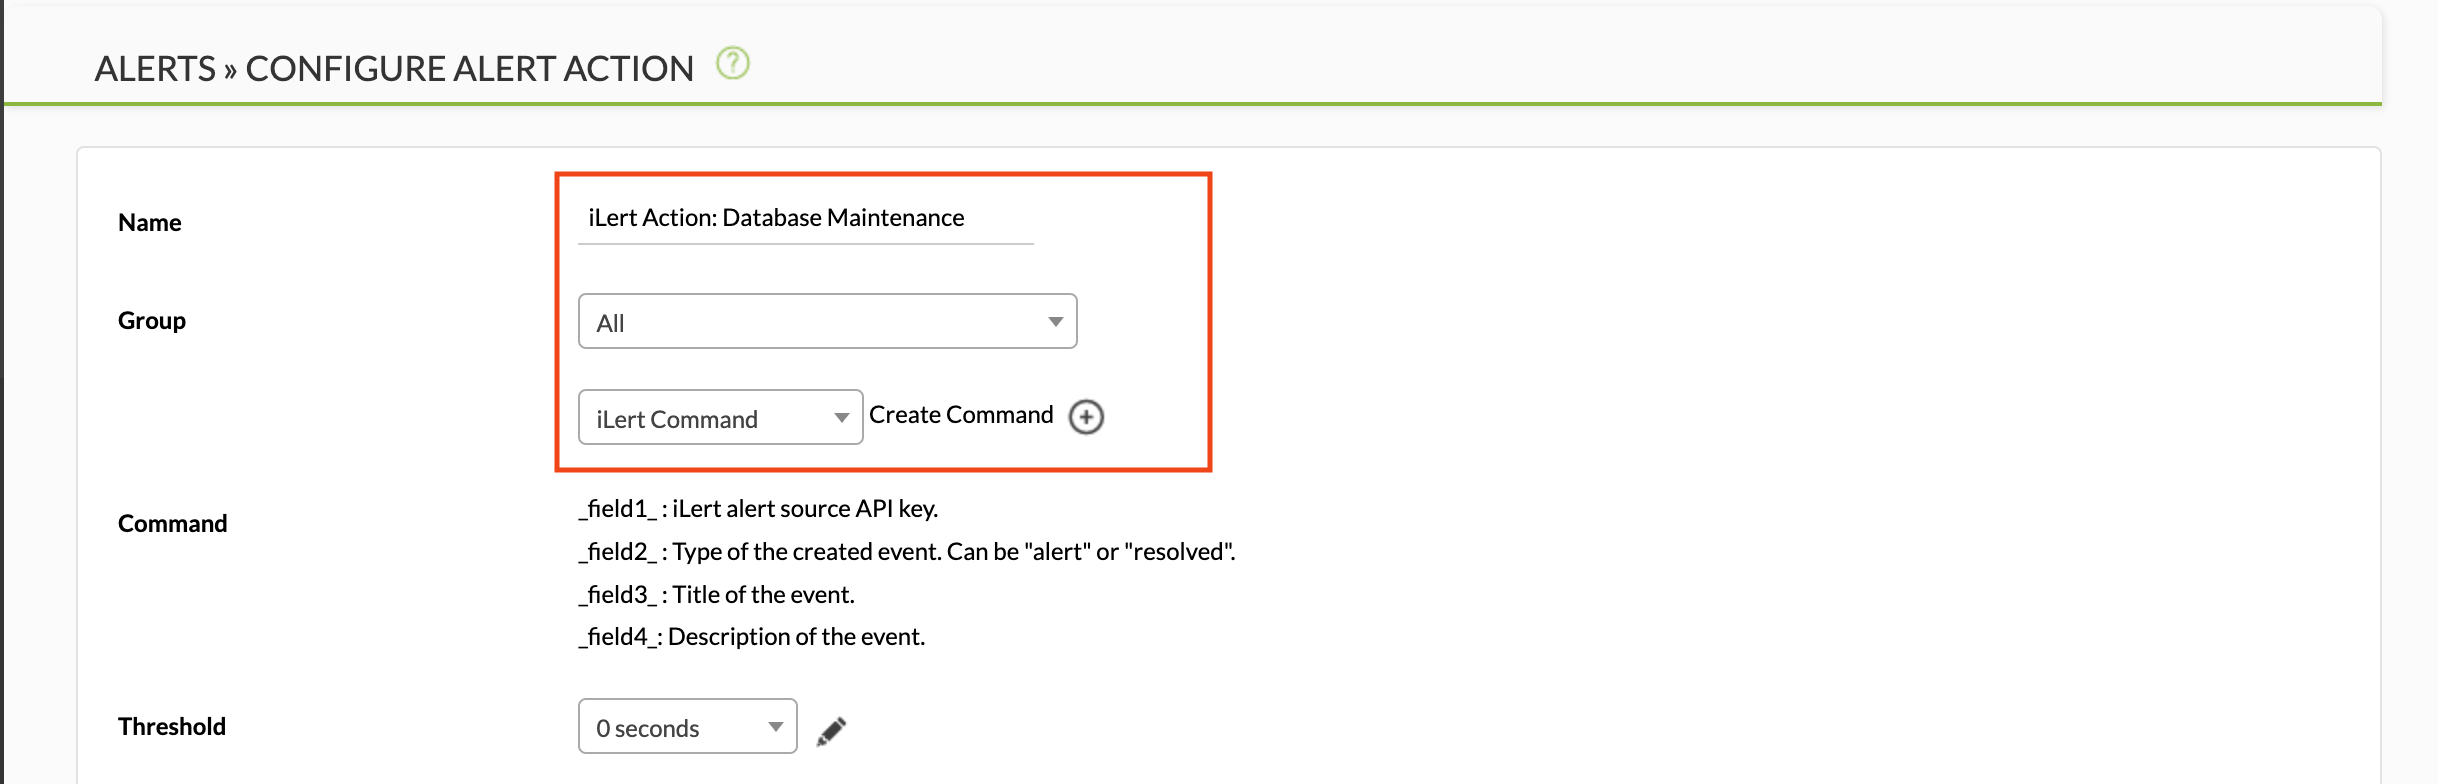 ALERTS » CONFIGURE ALERT ACTION ?
Name
iLert Action: Database Maintenance
Group
All
iLert Command
Create Command
Command
_field1_ : iLert alert source API key.
_field2_ : Type of the created event. Can be "alert" or "resolved".
_field3_ : Title of the event.
_field4_: Description of the event.
Threshold
0 seconds